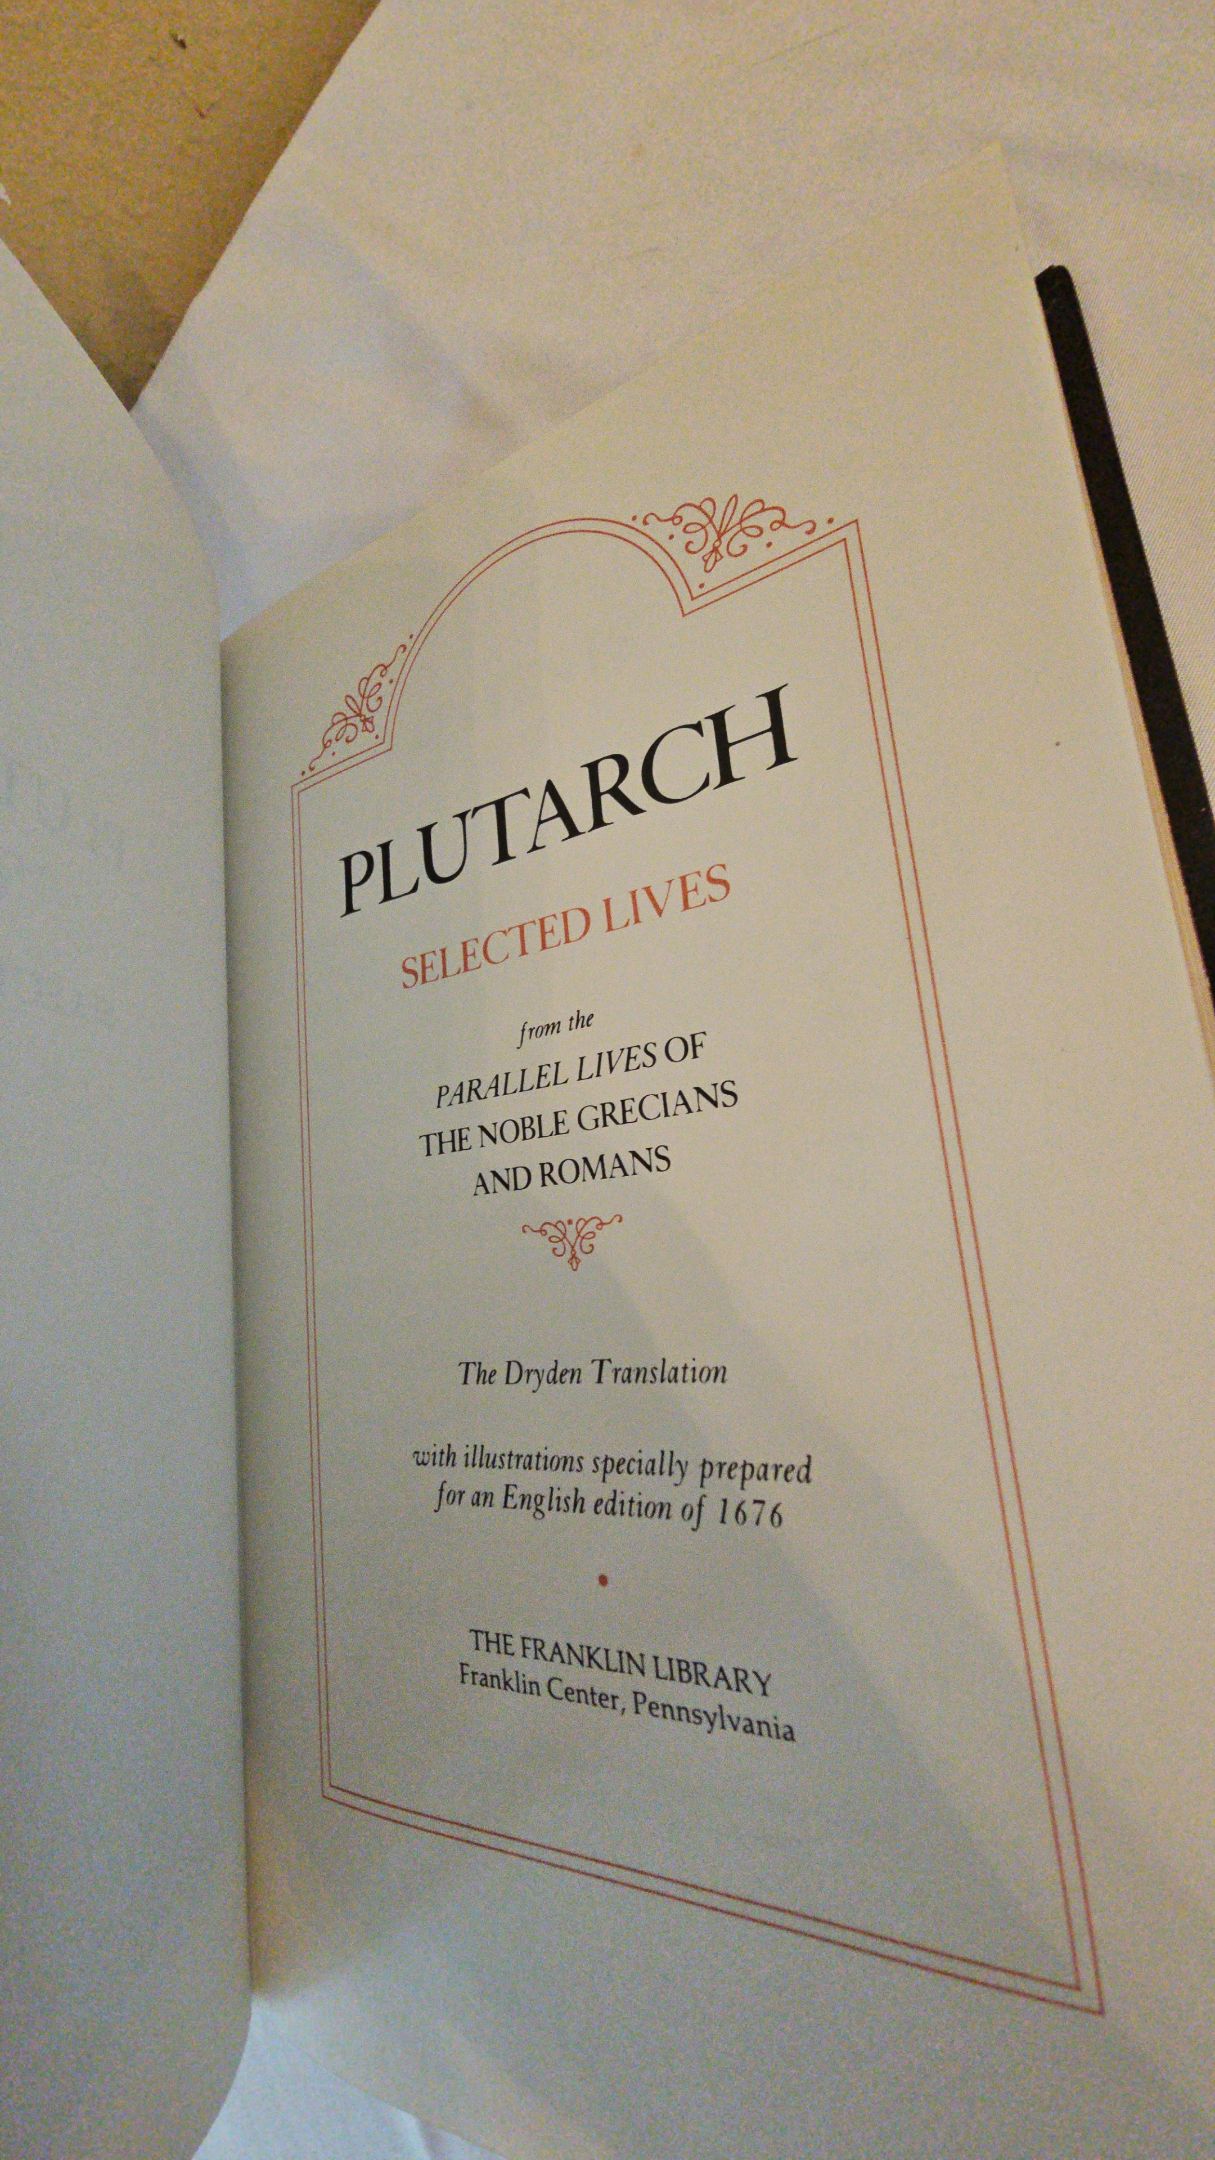 PLUTARCH
SELECTED LIVES
from the
PARALLEL LIVES OF
THE NOBLE GRECIANS
AND ROMANS
The Dryden Translation
with illustrations specially prepared
for an English edition of 1676
THE FRANKLIN LIBRARY
Franklin Center, Pennsylvania